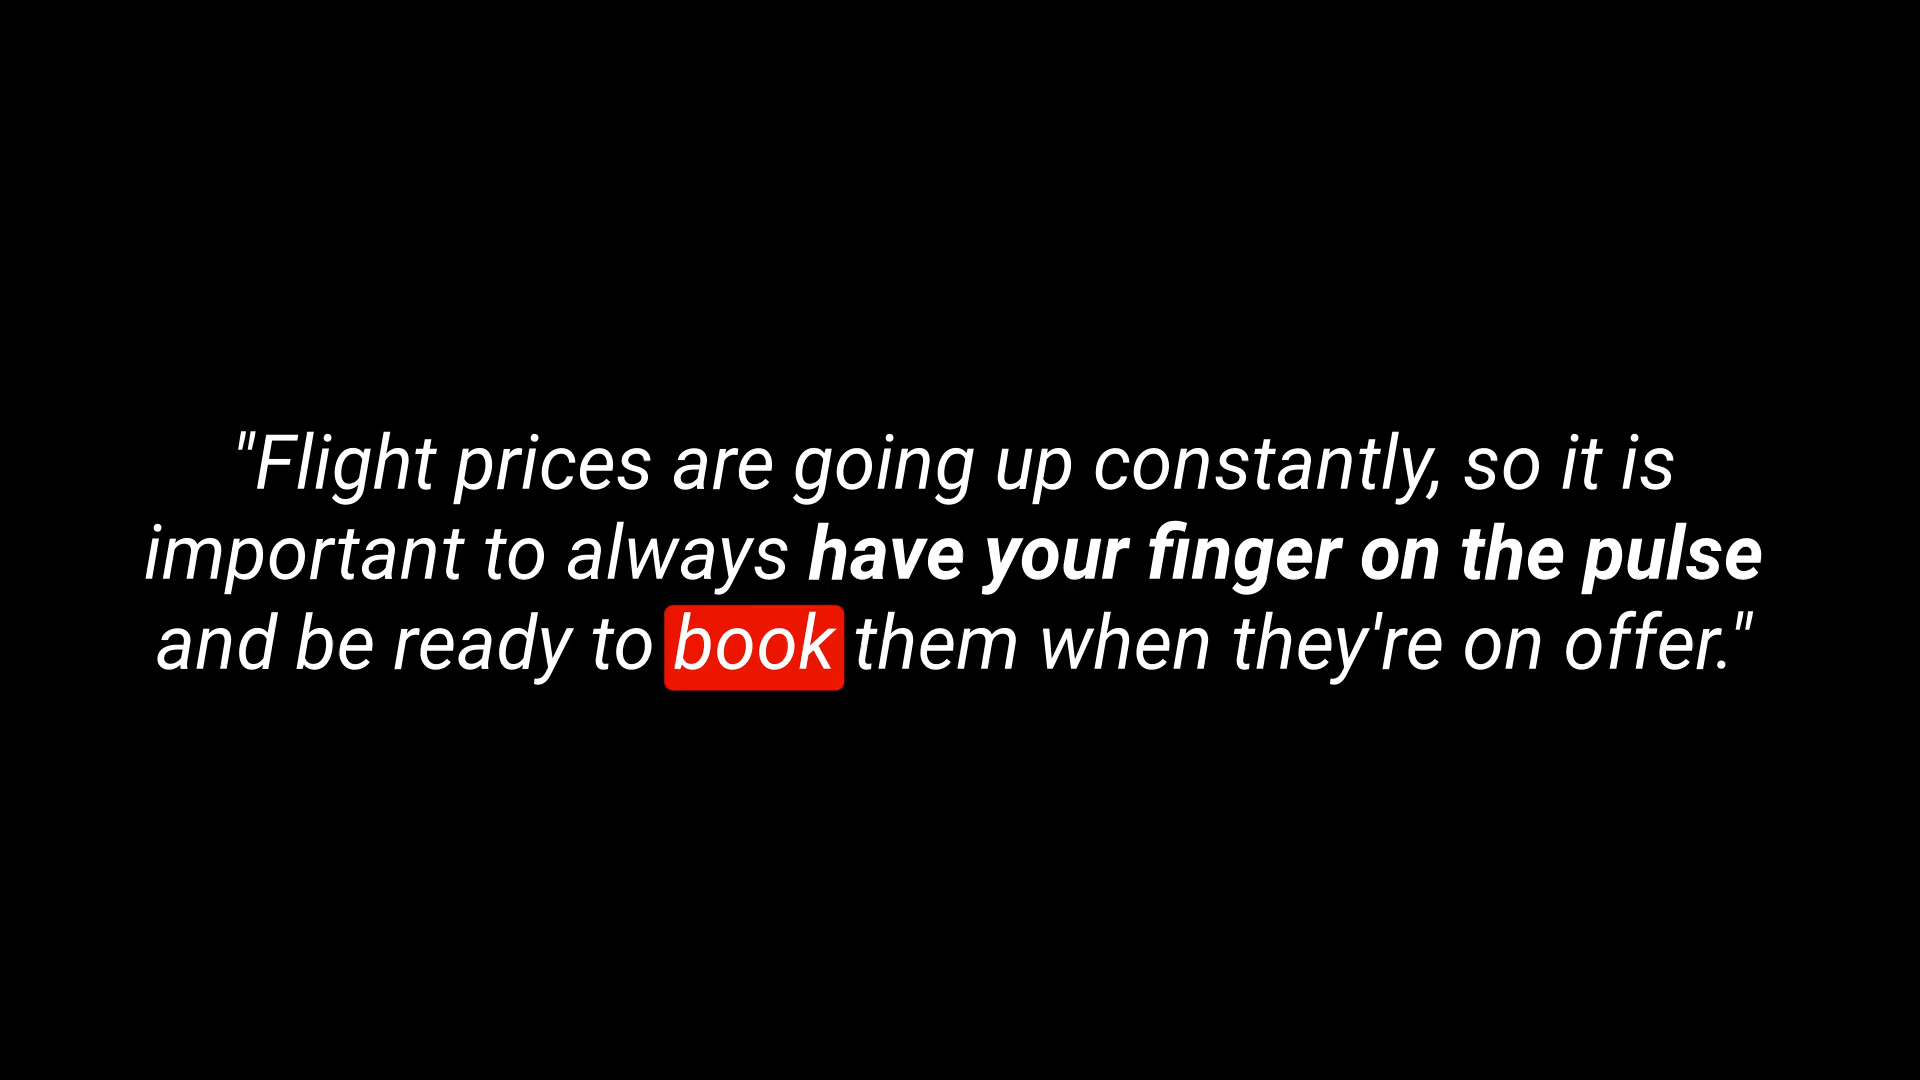 "Flight prices are going up constantly, so it is
important to always have your finger on the pulse
and be ready to book them when they're on offer."